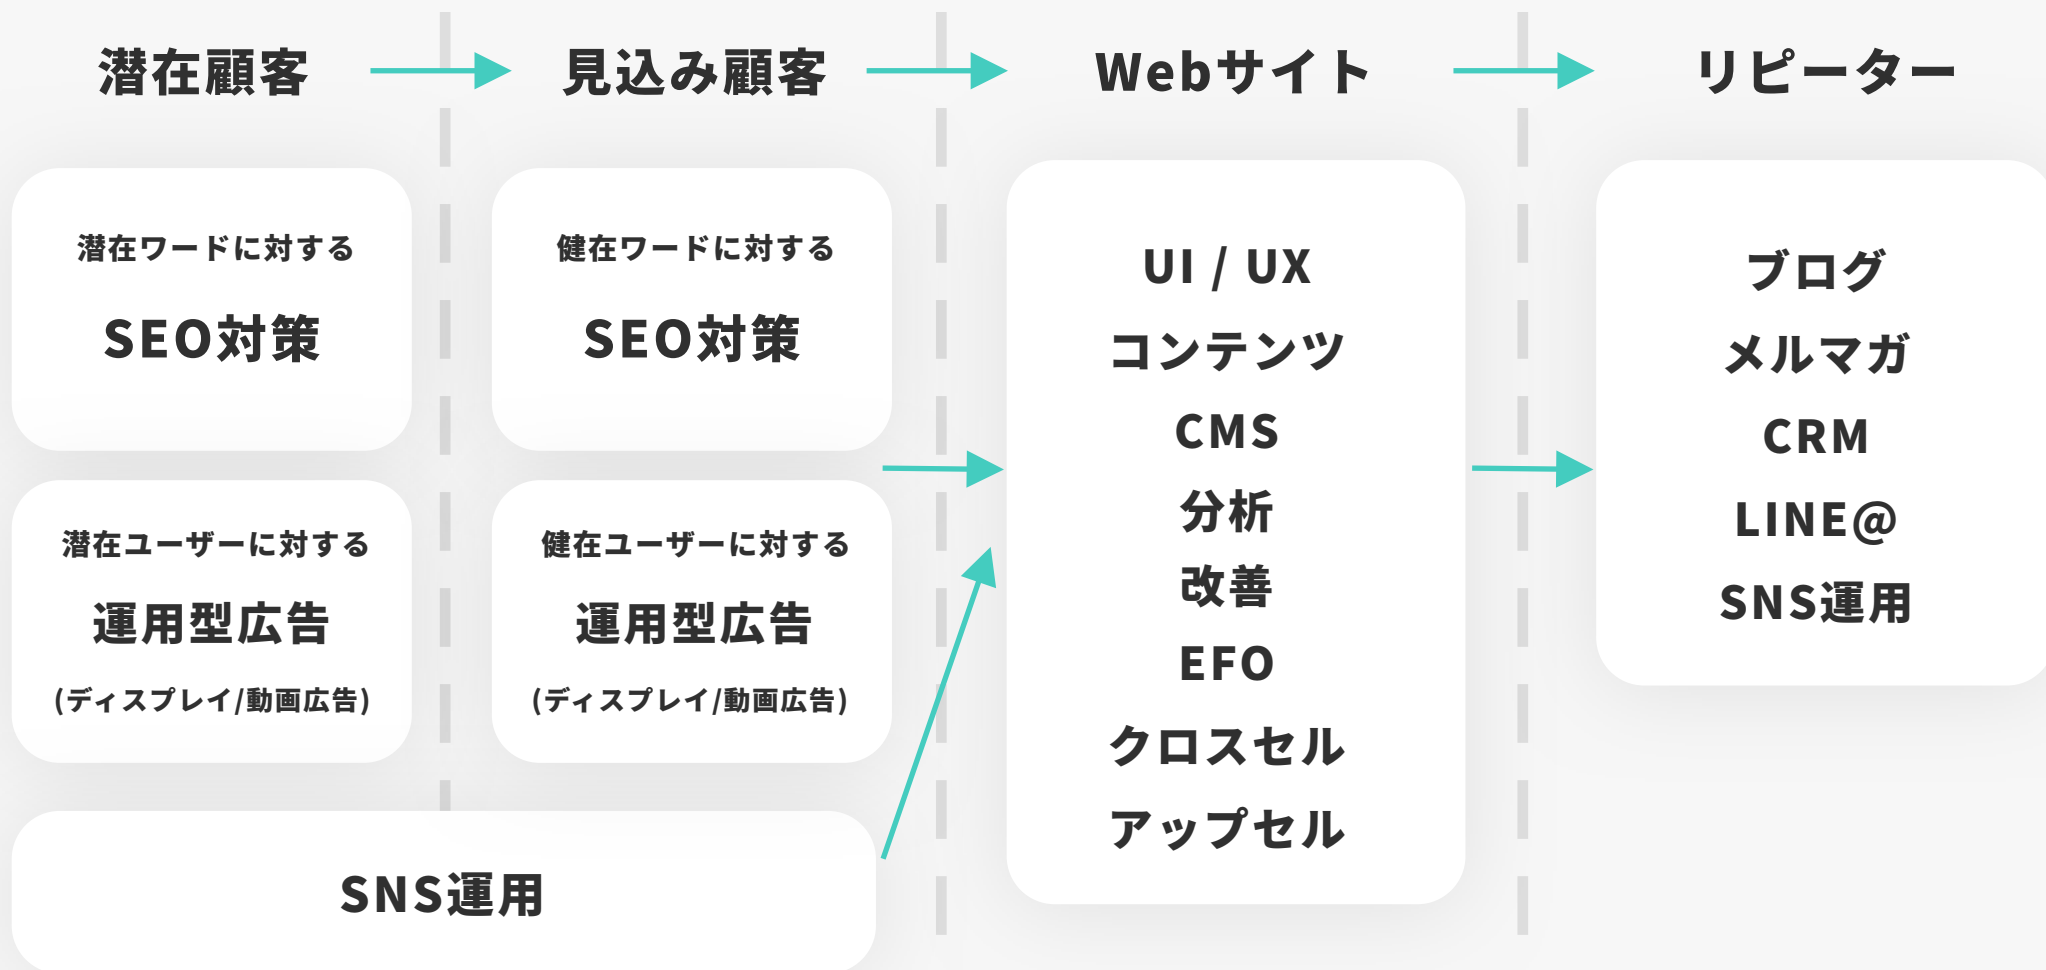 潜在顧客
見込み顧客
Webサイト
リピーター
潜在ワードに対する
SEO対策
潜在ユーザーに対する
運用型広告
(ディスプレイ/動画広告)
健在ワードに対する
SEO対策
健在ユーザーに対する
運用型広告
(ディスプレイ/動画広告)
SNS運用
UI / UX
コンテンツ
CMS
分析
改善
EFO
クロスセル
アップセル
ブログ
メルマガ
CRM
LINE@
SNS運用